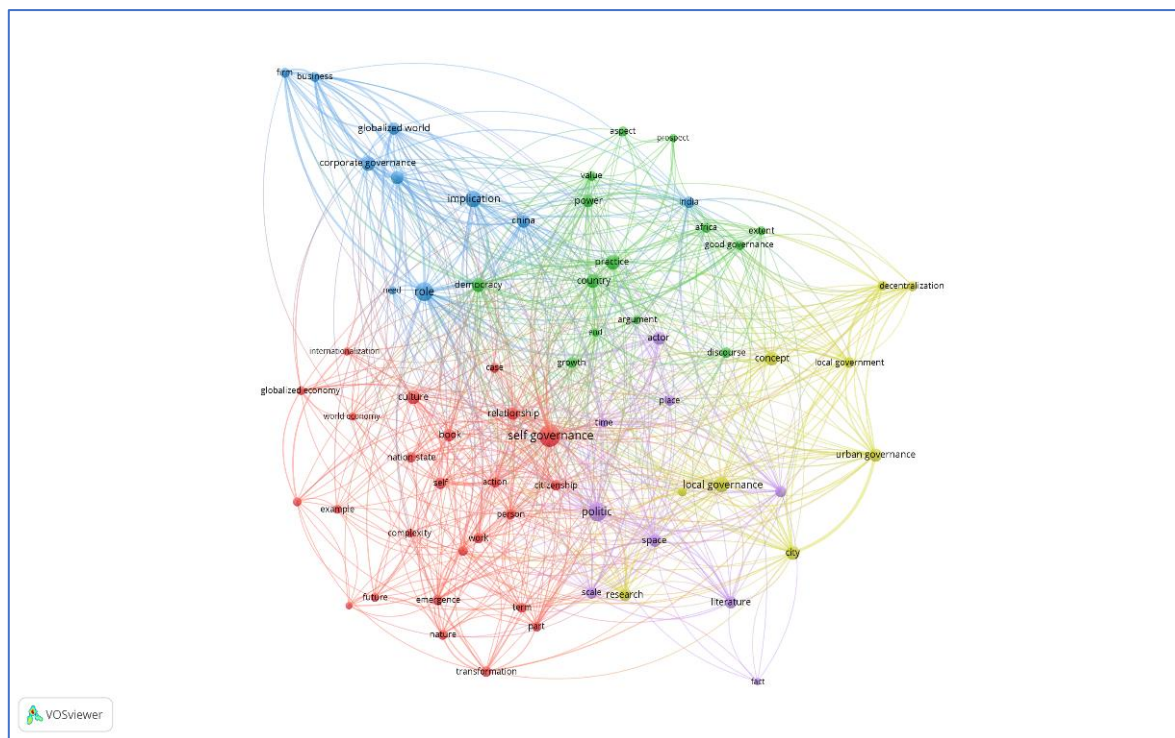 firm
business
globalized world
corporate governance
implication
china
need
role
aspect
prospect
value
power
india
africa
extent
good governance
practice
democracy
country
argument
end
growth
discourse
actor
place
time
decentralization
concept
local government
urban governance
local governance
city
research
internationalization
globalized economy
world economy
case
culture
relationship
book
self governance
nation state
self
action
citizenship
example
person
complexity
work
future
emergence
term
nature
part
transformation
politic
space
scale
literature
fact
VOSviewer